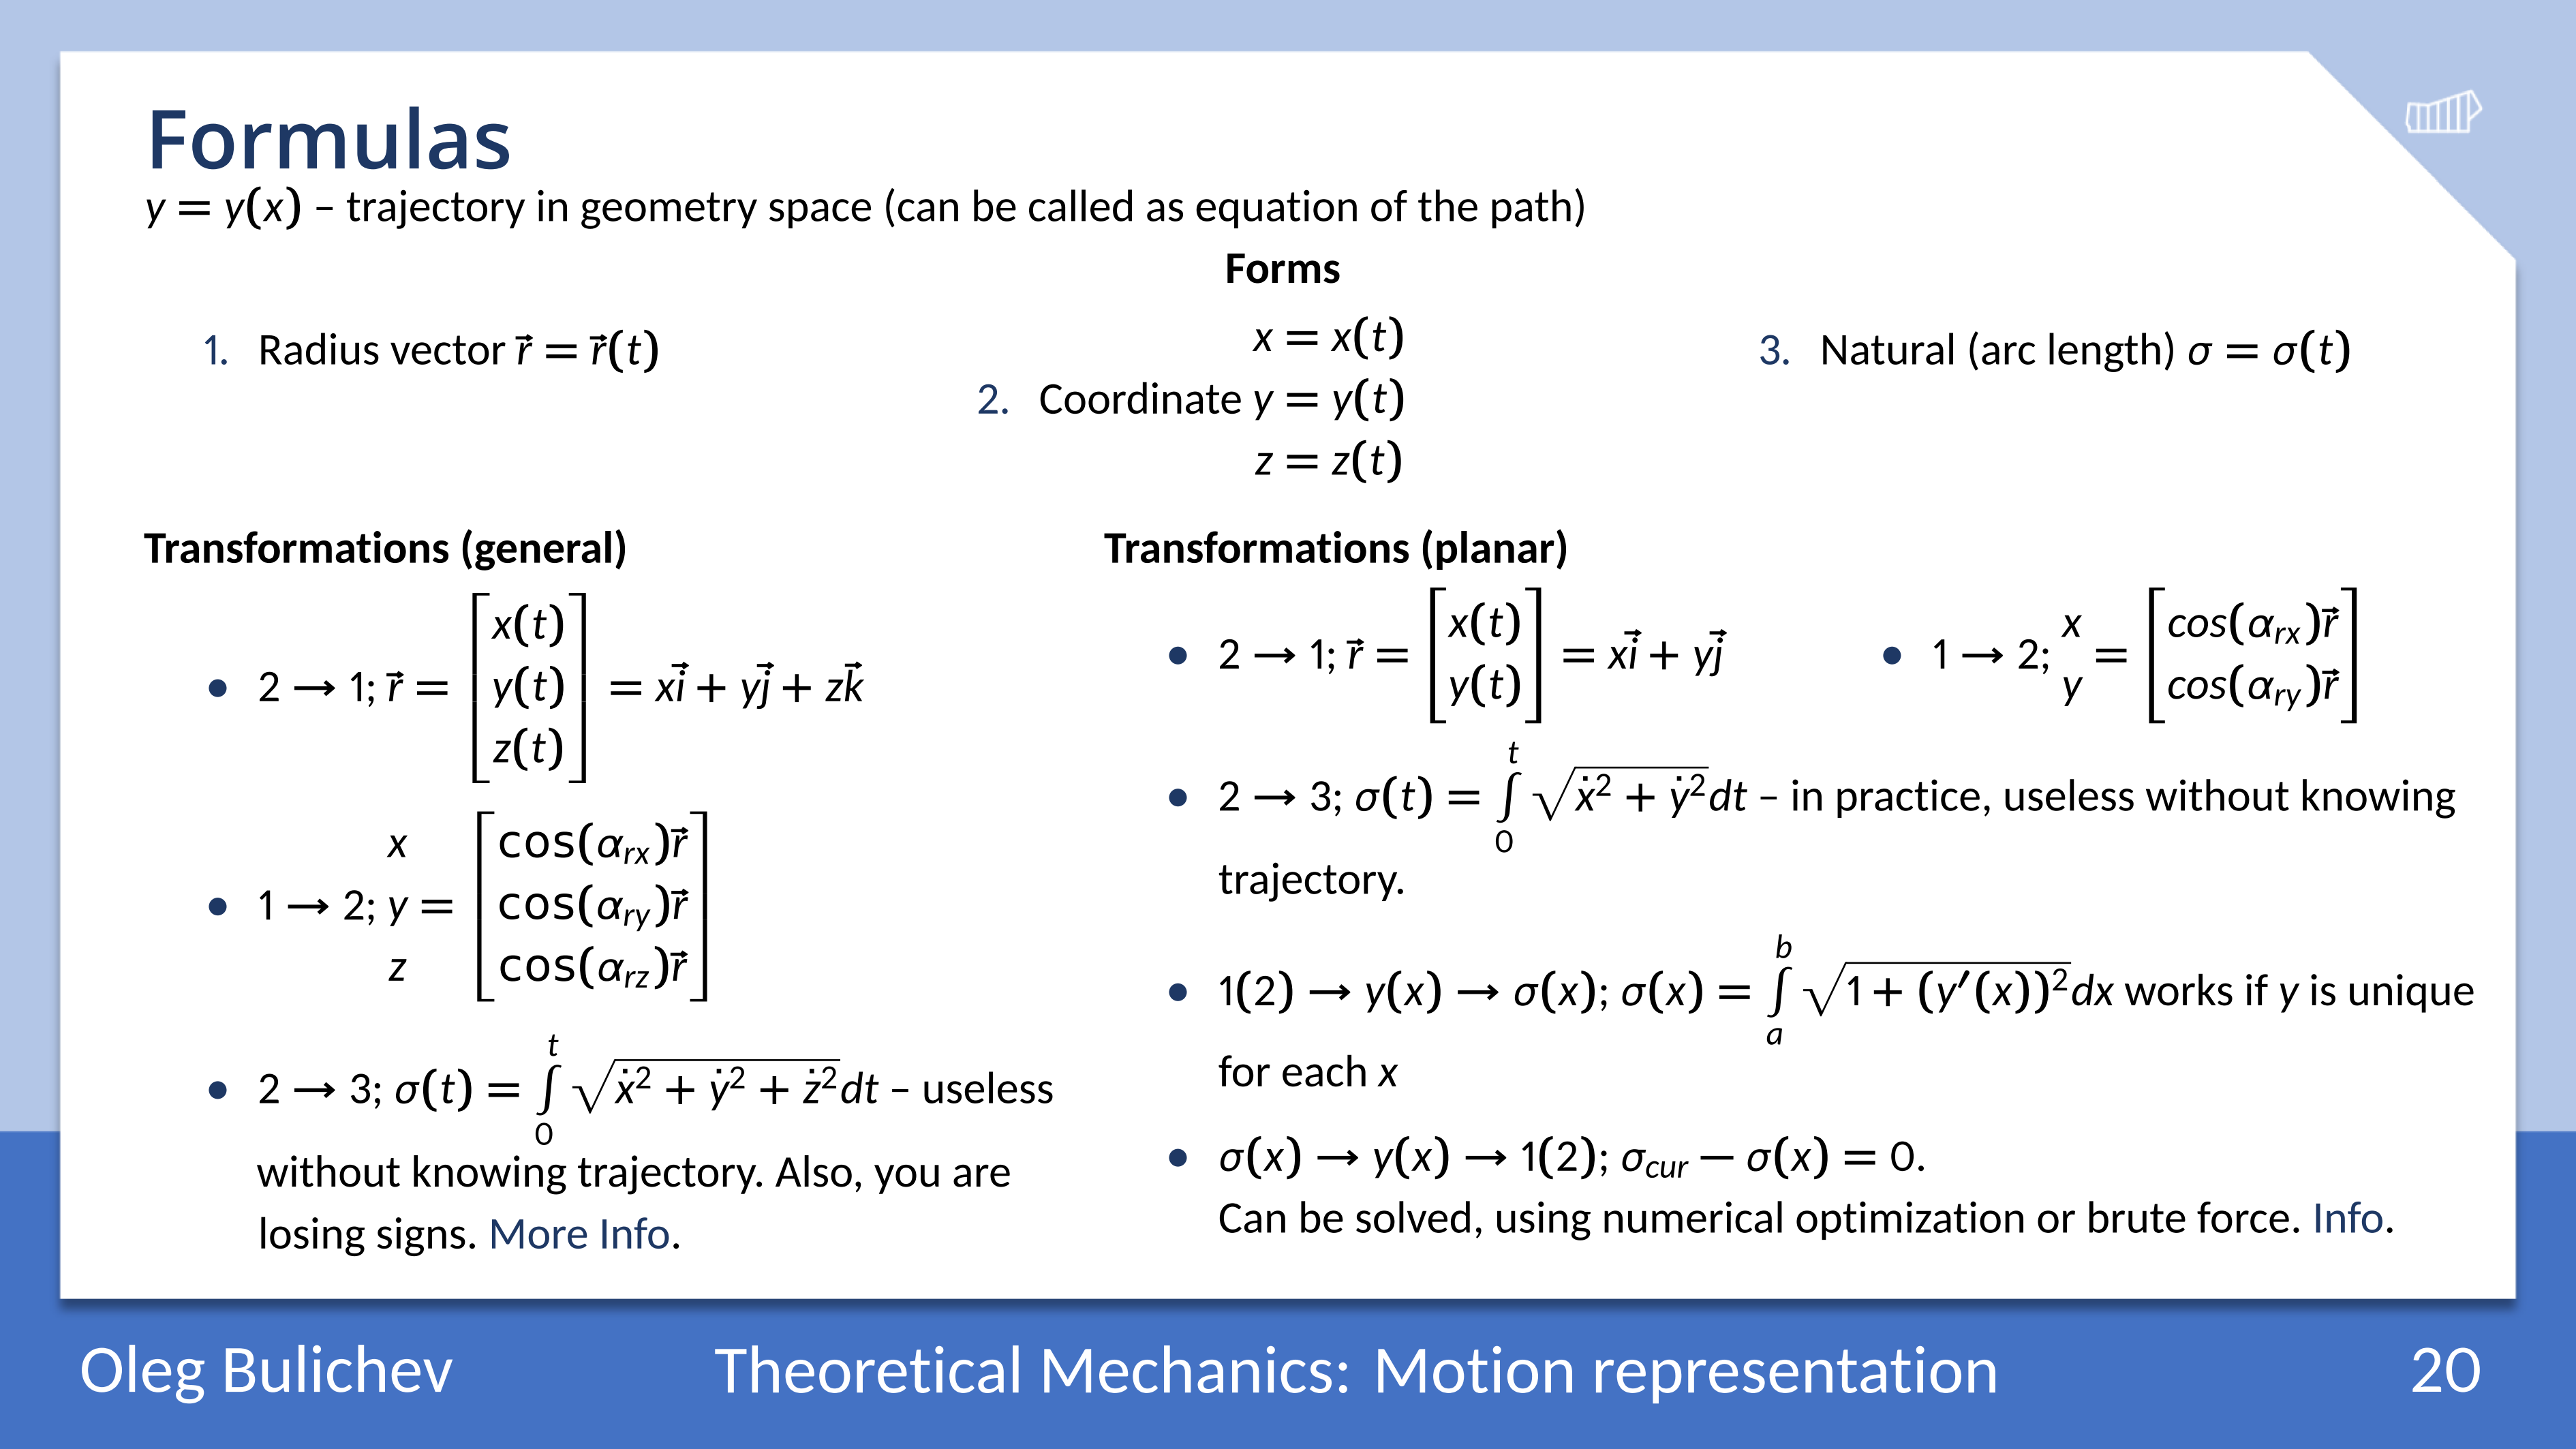 Formulas
y = y(x) – trajectory in geometry space (can be called as equation of the path)
Forms
1. Radius vector r⃗ = r⃗(t)
x = x(t)
2. Coordinate y = y(t)
z = z(t)
3. Natural (arc length) σ = σ(t)
Transformations (general)
• 2 → 1; r⃗ = [x(t) y(t) z(t)] = xi⃗ + yj⃗ + zk⃗
• 1 → 2; x y z = [cos(α_rx)r⃗ cos(α_ry)r⃗ cos(α_rz)r⃗]
• 2 → 3; σ(t) = ∫₀ᵗ √(ẋ² + ẏ² + ż²)dt – useless
without knowing trajectory. Also, you are
losing signs. More Info.
Transformations (planar)
• 2 → 1; r⃗ = [x(t) y(t)] = xi⃗ + yj⃗
• 1 → 2; x y = [cos(α_rx)r⃗ cos(α_ry)r⃗]
• 2 → 3; σ(t) = ∫₀ᵗ √(ẋ² + ẏ²)dt – in practice, useless without knowing
trajectory.
• 1(2) → y(x) → σ(x); σ(x) = ∫_a^b √(1 + (y′(x))²)dx works if y is unique
for each x
• σ(x) → y(x) → 1(2); σ_cur − σ(x) = 0.
Can be solved, using numerical optimization or brute force. Info.
Oleg Bulichev
Theoretical Mechanics: Motion representation
20